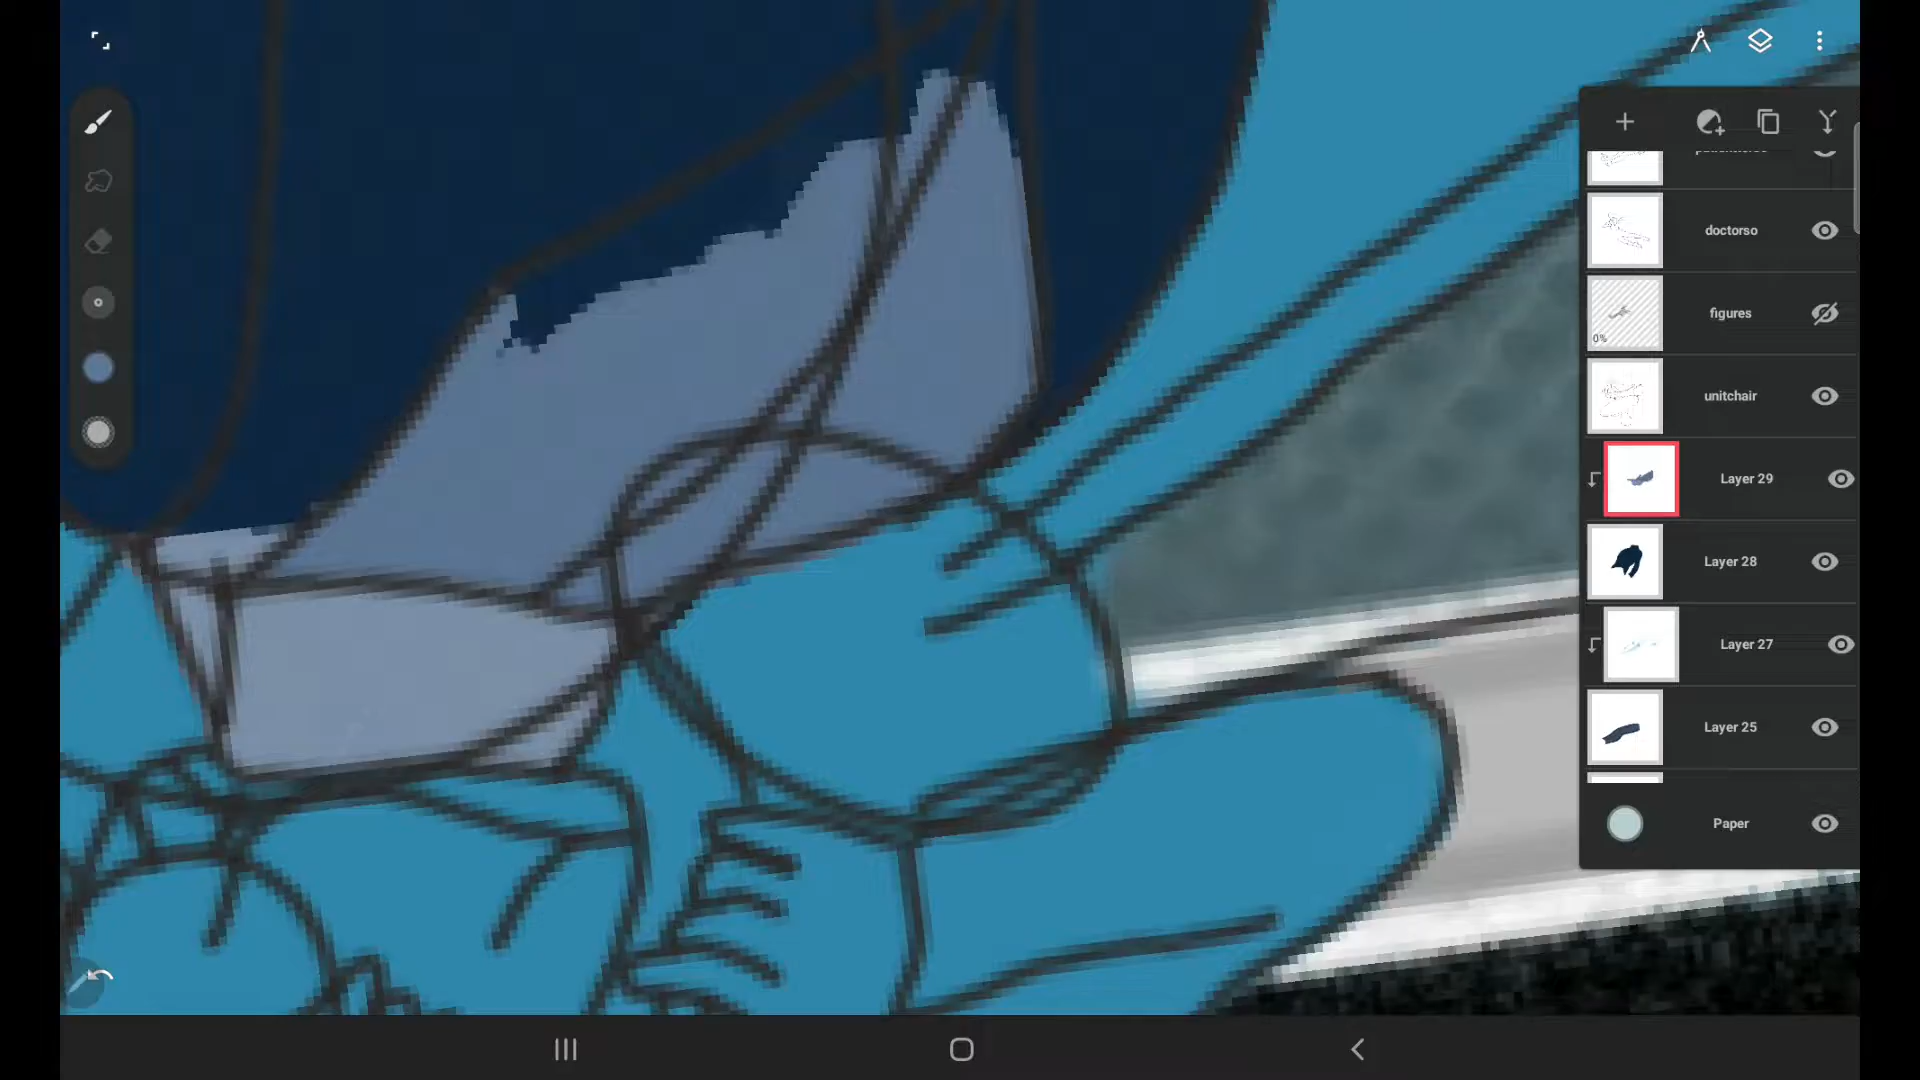 doctorso
figures
0%
unitchair
Layer 29
Layer 28
Layer 27
Layer 25
Paper